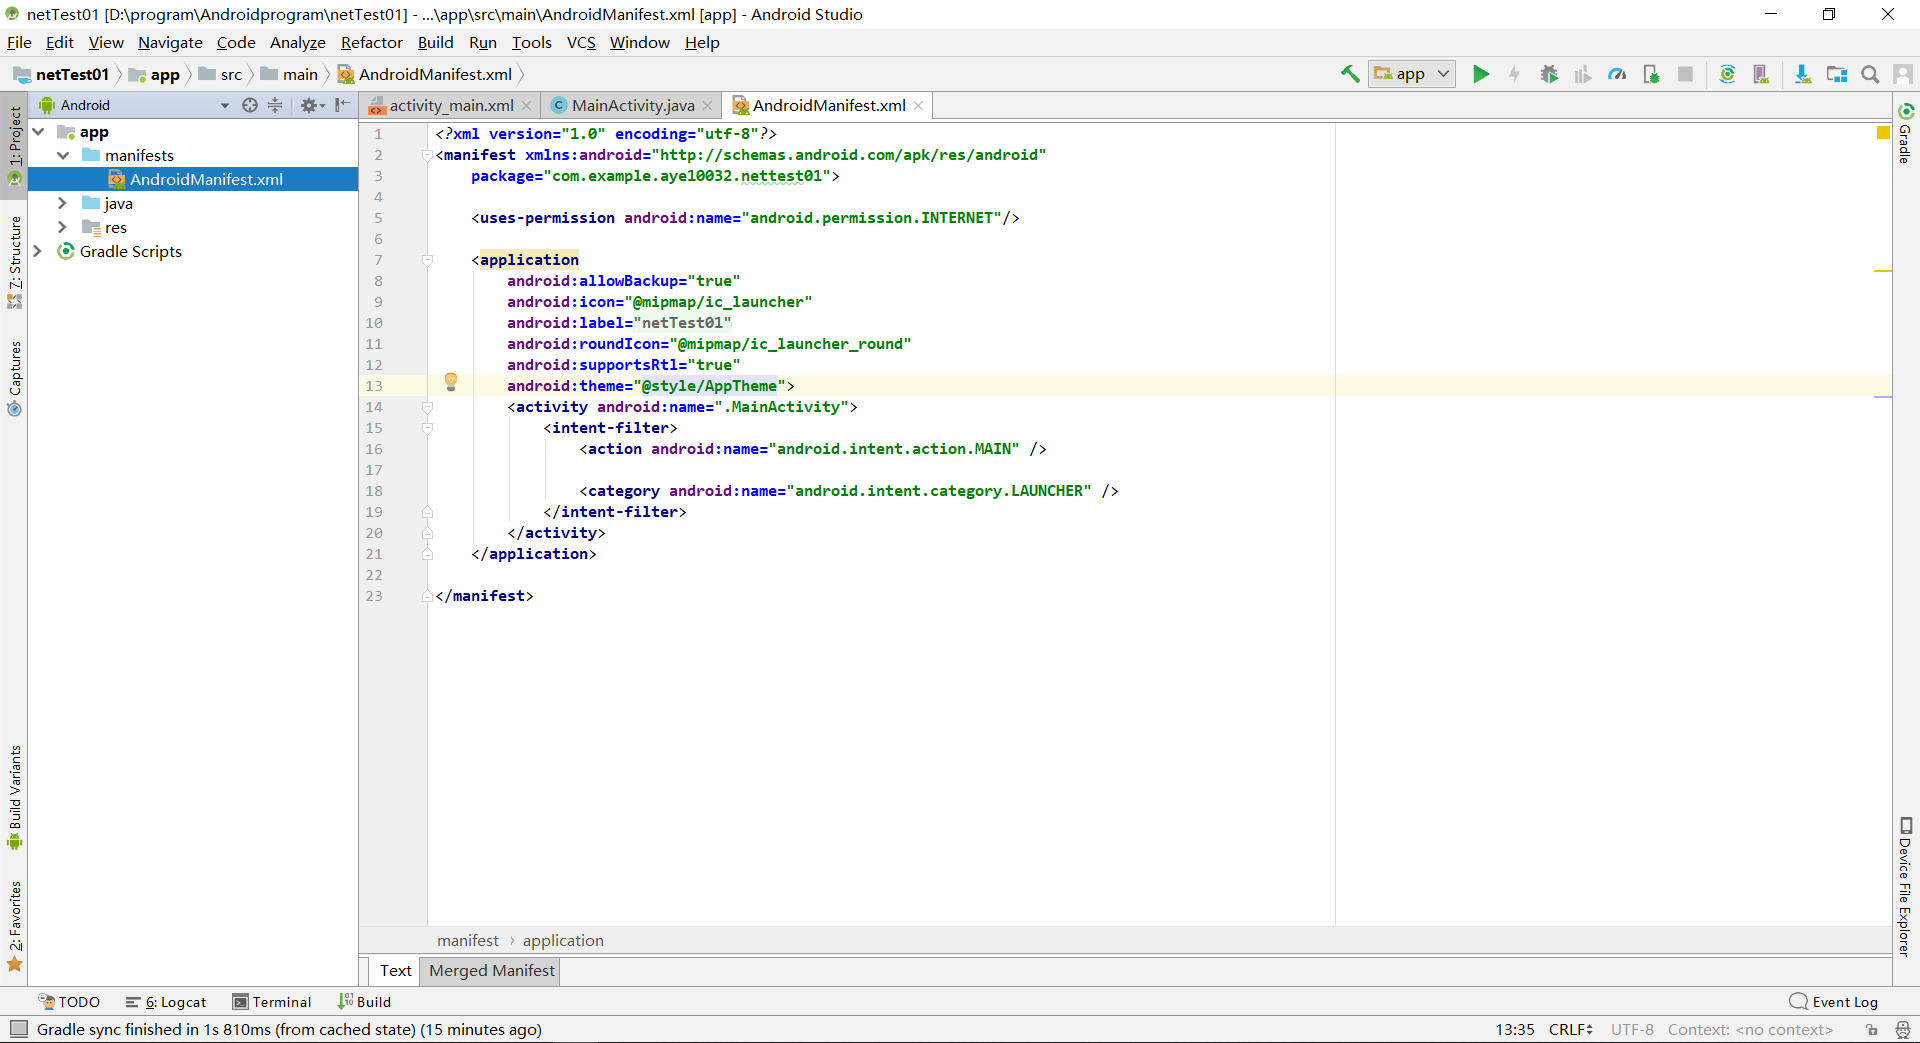 netTest01 [D:\program\Androidprogram\netTest01] - ...\app\src\main\AndroidManifest.xml [app] - Android Studio
File Edit View Navigate Code Analyze Refactor Build Run Tools VCS Window Help
netTest01 app src main AndroidManifest.xml
app
Android
activity_main.xml MainActivity.java AndroidManifest.xml
1: Project
7: Structure
Captures
Build Variants
2: Favorites
app
manifests
AndroidManifest.xml
java
res
Gradle Scripts
1 <?xml version="1.0" encoding="utf-8"?>
2 <manifest xmlns:android="http://schemas.android.com/apk/res/android"
3 package="com.example.aye10032.nettest01">
4
5 <uses-permission android:name="android.permission.INTERNET"/>
6
7 <application
8 android:allowBackup="true"
9 android:icon="@mipmap/ic_launcher"
10 android:label="netTest01"
11 android:roundIcon="@mipmap/ic_launcher_round"
12 android:supportsRtl="true"
13 android:theme="@style/AppTheme">
14 <activity android:name=".MainActivity">
15 <intent-filter>
16 <action android:name="android.intent.action.MAIN" />
17
18 <category android:name="android.intent.category.LAUNCHER" />
19 </intent-filter>
20 </activity>
21 </application>
22
23 </manifest>
Gradle
Device File Explorer
manifest › application
Text Merged Manifest
TODO 6: Logcat Terminal Build Event Log
Gradle sync finished in 1s 810ms (from cached state) (15 minutes ago) 13:35 CRLF UTF-8 Context: <no context>